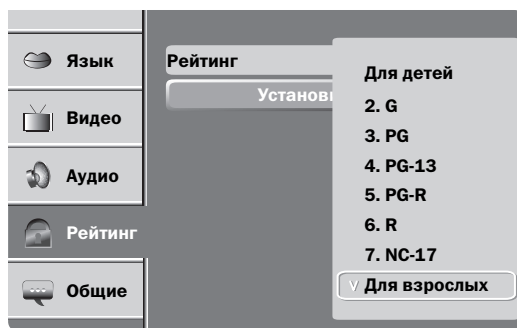 Язык
Видео
Аудио
Рейтинг
Общие
Рейтинг
Для детей
2. G
3. PG
4. PG-13
5. PG-R
6. R
7. NC-17
Для взрослых